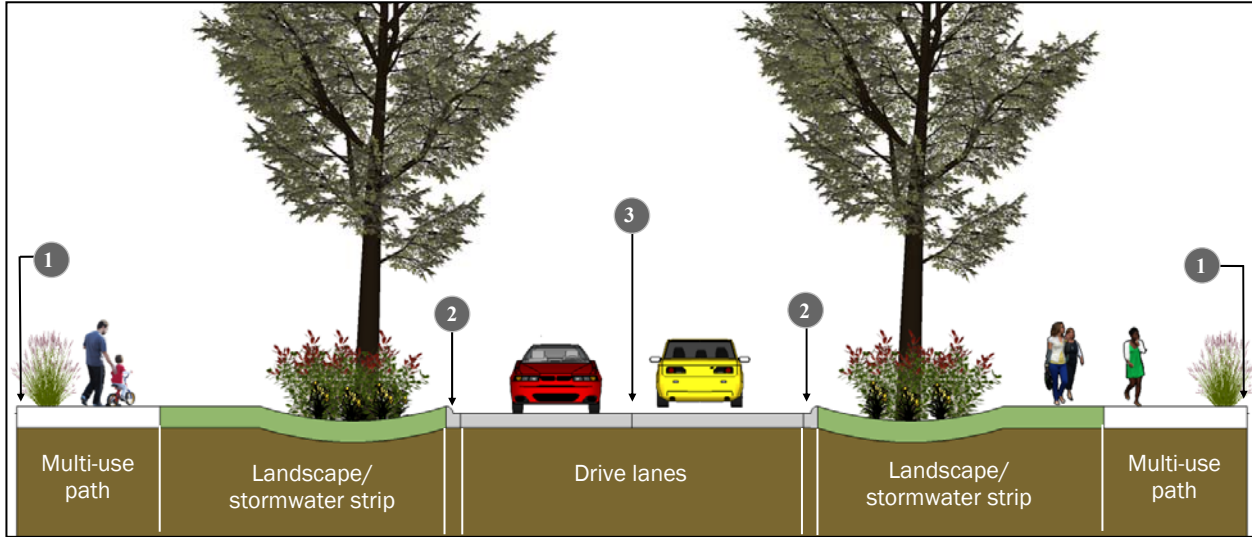 3
1
1
2
2
Multi-use
path
Landscape/
stormwater strip
Drive lanes
Landscape/
stormwater strip
Multi-use
path